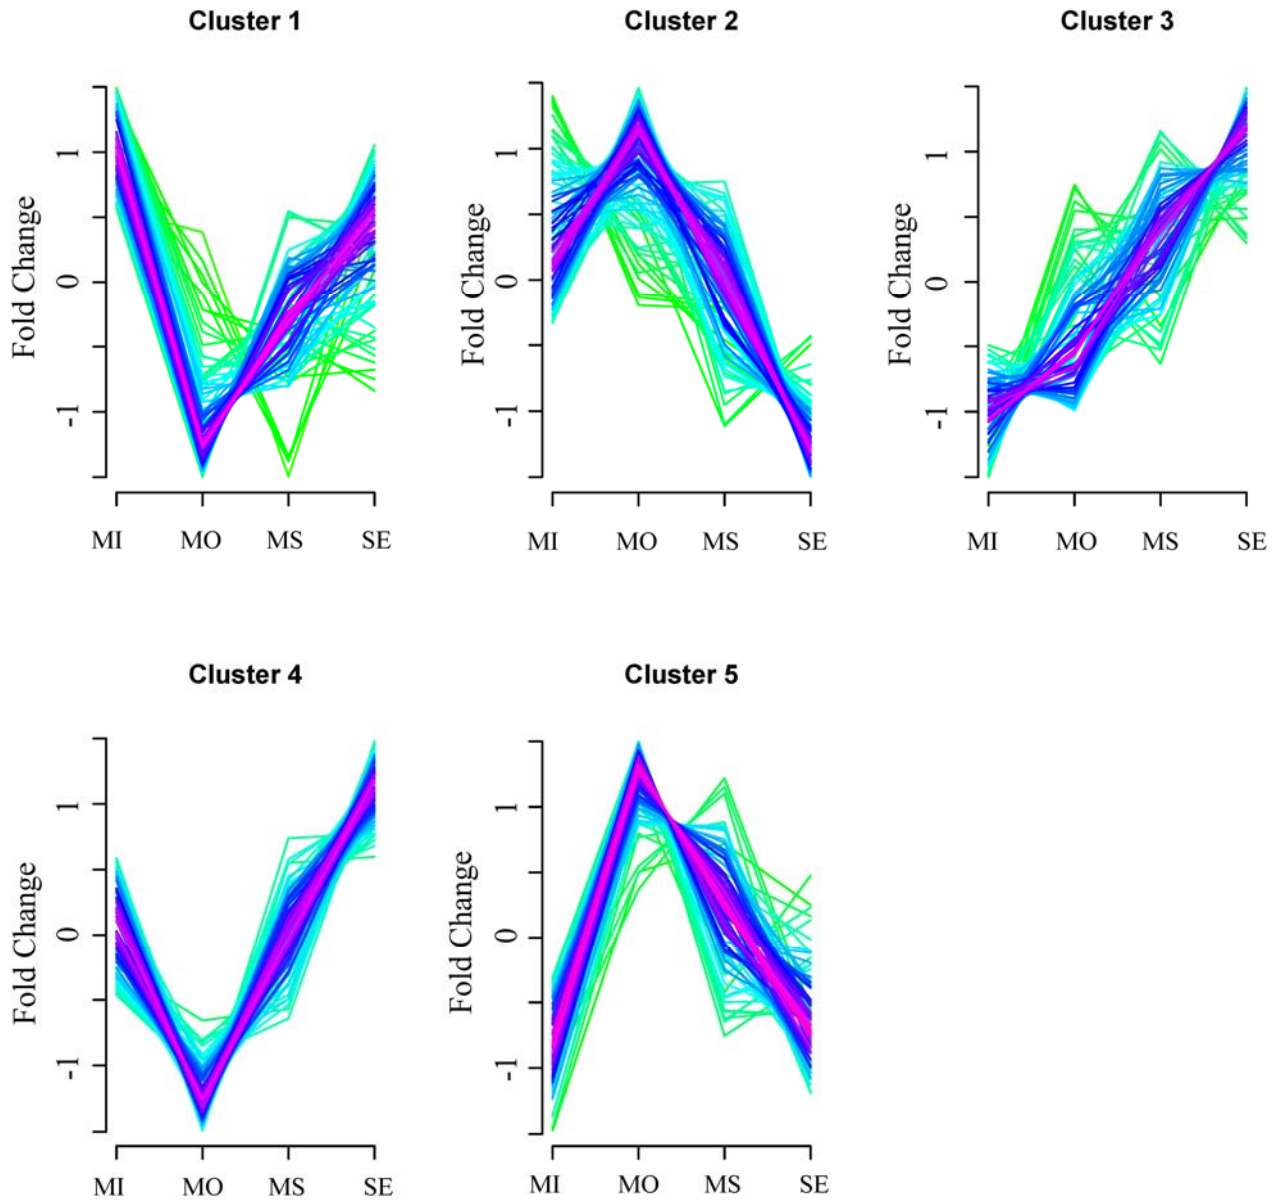 Cluster 1
Fold Change
1
0
-1
MI MO MS SE
Cluster 2
Fold Change
1
0
-1
MI MO MS SE
Cluster 3
Fold Change
1
0
-1
MI MO MS SE
Cluster 4
Fold Change
1
0
-1
MI MO MS SE
Cluster 5
Fold Change
1
0
-1
MI MO MS SE